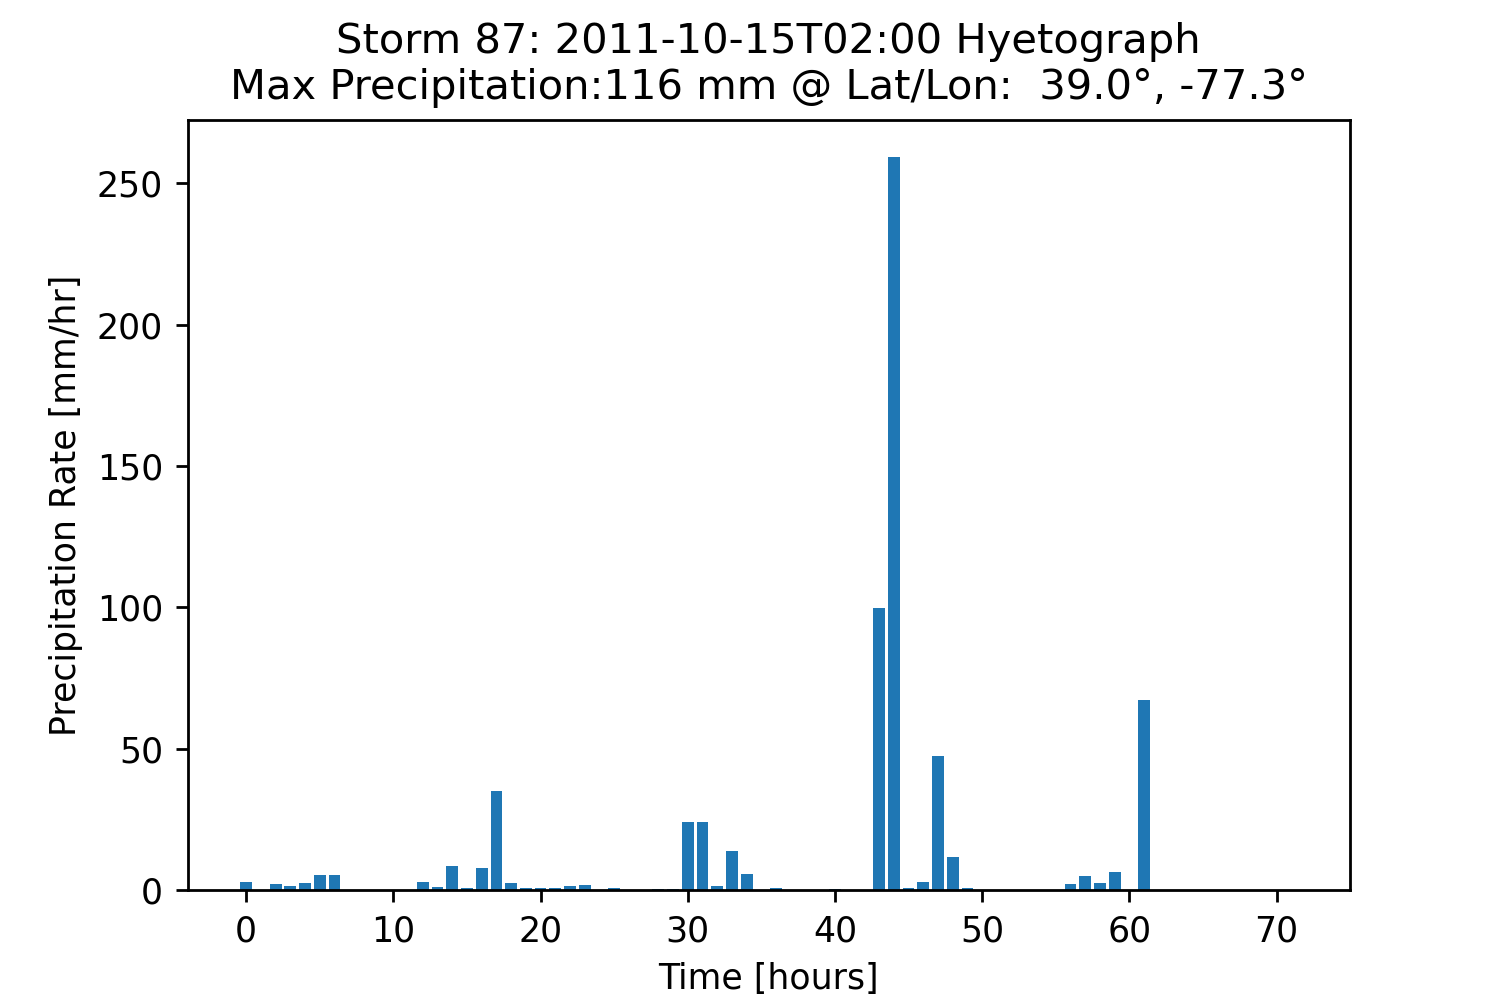 Storm 87: 2011-10-15T02:00 Hyetograph
Max Precipitation:116 mm @ Lat/Lon:  39.0°, -77.3°
Precipitation Rate [mm/hr]
250
200
150
100
50
0
0 10 20 30 40 50 60 70
Time [hours]